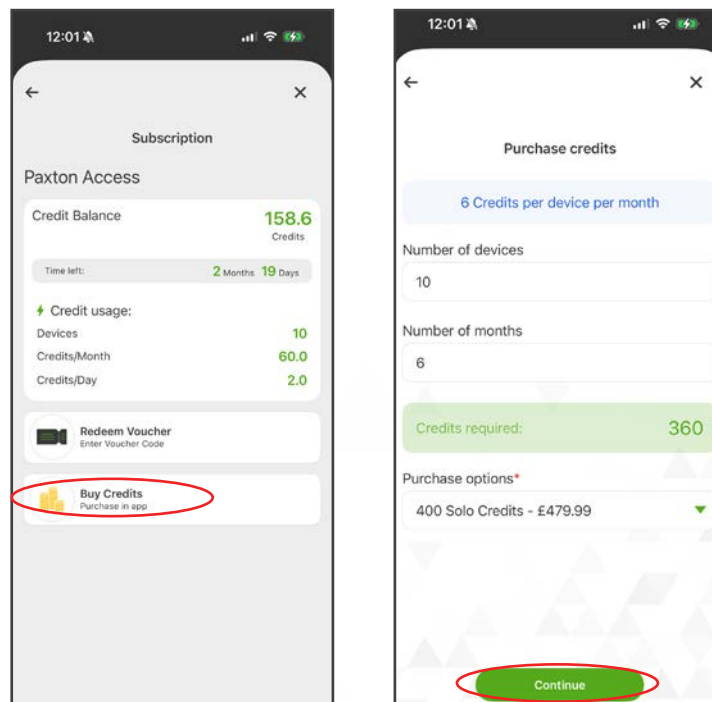 12:01
Subscription
Paxton Access
Credit Balance
158.6
Credits
Time left:
2 Months 19 Days
Credit usage:
Devices 10
Credits/Month 60.0
Credits/Day 2.0
Redeem Voucher
Enter Voucher Code
Buy Credits
Purchase in app
12:01
Purchase credits
6 Credits per device per month
Number of devices
10
Number of months
6
Credits required: 360
Purchase options*
400 Solo Credits - £479.99
Continue